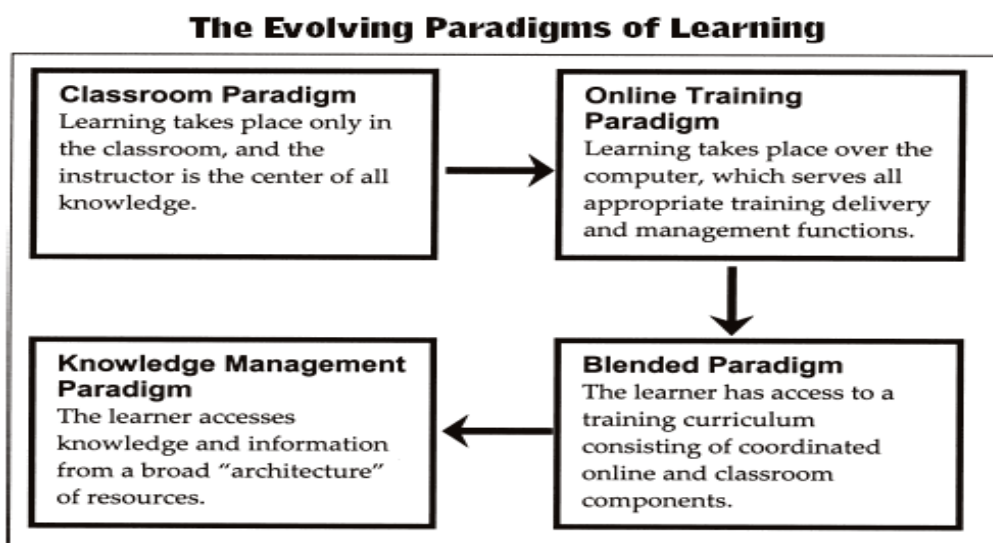 The Evolving Paradigms of Learning
Classroom Paradigm
Learning takes place only in
the classroom, and the
instructor is the center of all
knowledge.
Online Training
Paradigm
Learning takes place over the
computer, which serves all
appropriate training delivery
and management functions.
Blended Paradigm
The learner has access to a
training curriculum
consisting of coordinated
online and classroom
components.
Knowledge Management
Paradigm
The learner accesses
knowledge and information
from a broad “architecture”
of resources.